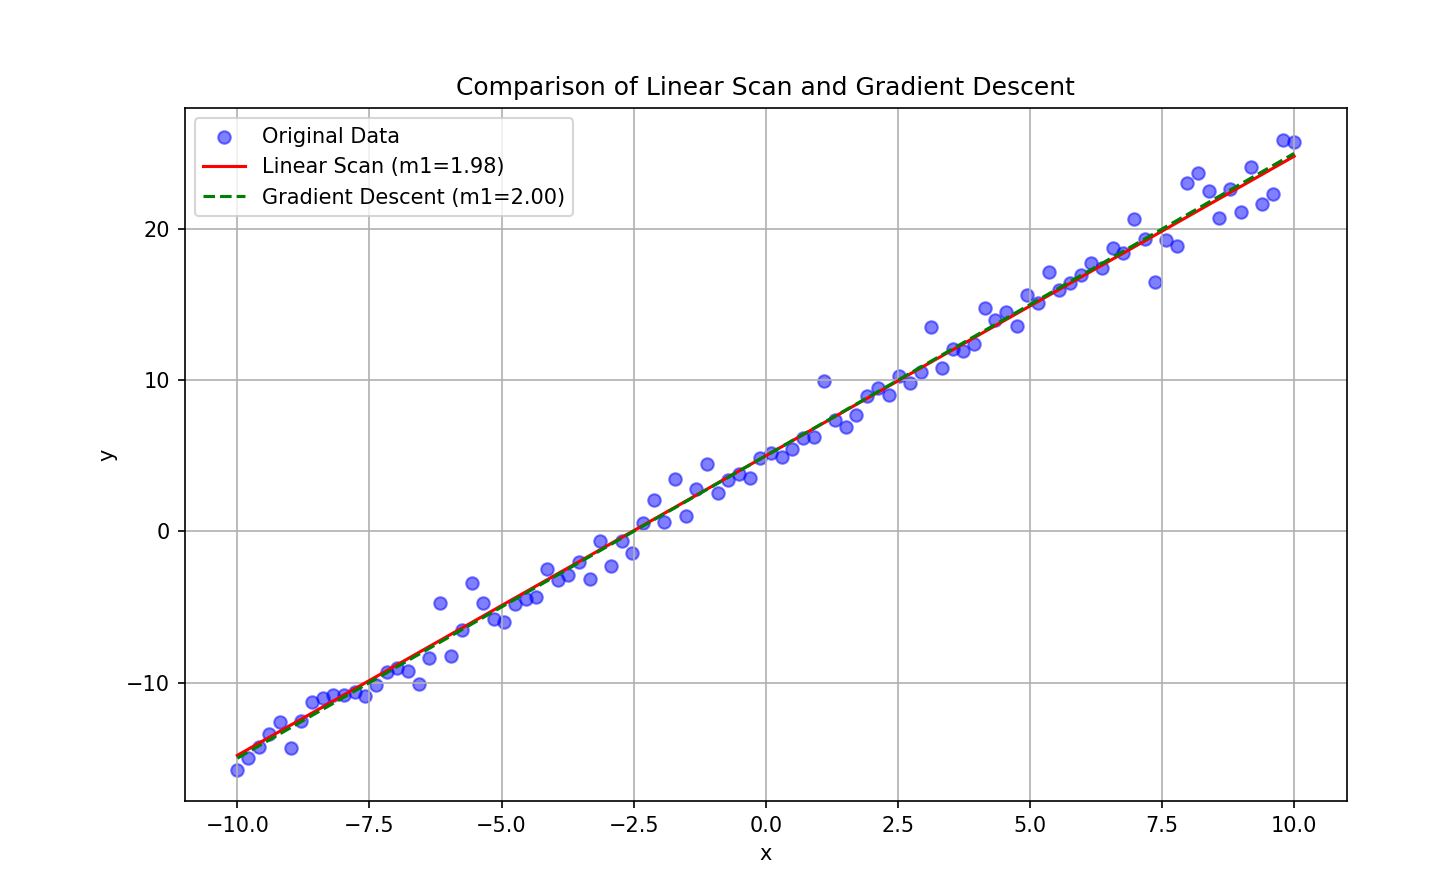 Comparison of Linear Scan and Gradient Descent
Original Data
Linear Scan (m1=1.98)
Gradient Descent (m1=2.00)
20
10
0
−10
y
−10.0 −7.5 −5.0 −2.5 0.0 2.5 5.0 7.5 10.0
x